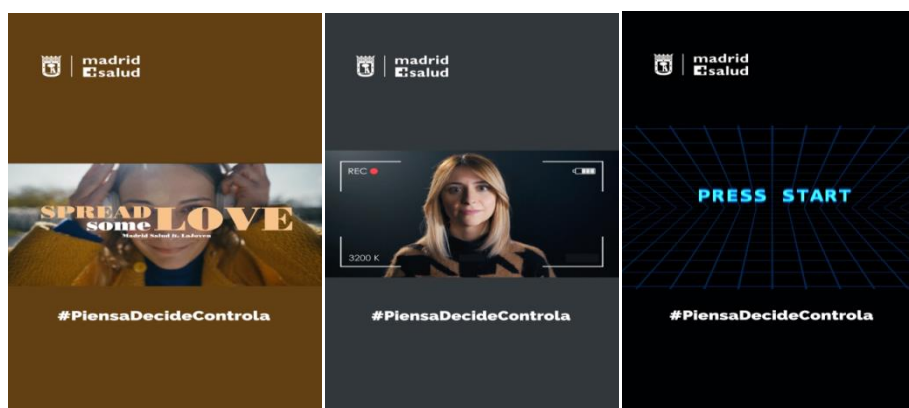 madrid
salud
SPREAD
some LOVE
Madrid Salud ft. LaJoven
#PiensaDecideControla
madrid
salud
REC
3200 K
#PiensaDecideControla
madrid
salud
PRESS START
#PiensaDecideControla